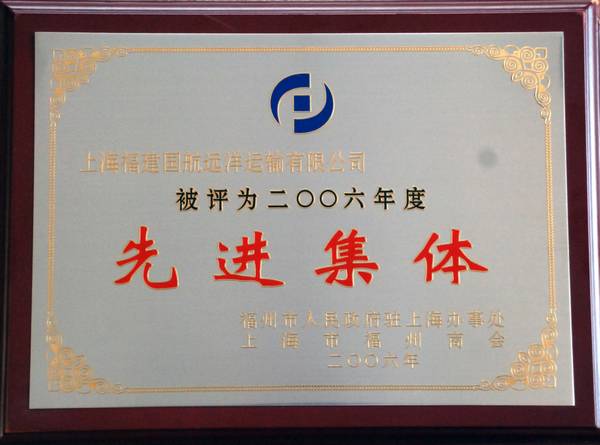 上海福建国航远洋运输有限公司
被评为二〇〇六年度
先进集体
福州市人民政府驻上海办事处
上海市福州商会
二〇〇六年